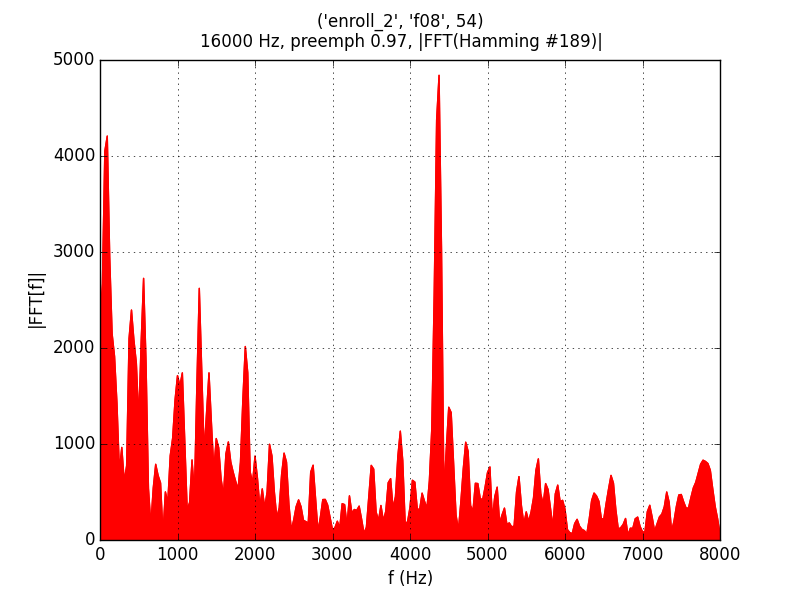 ('enroll_2', 'f08', 54)
16000 Hz, preemph 0.97, |FFT(Hamming #189)|
5000
4000
3000
2000
1000
0
|FFT[f]|
0 1000 2000 3000 4000 5000 6000 7000 8000
f (Hz)